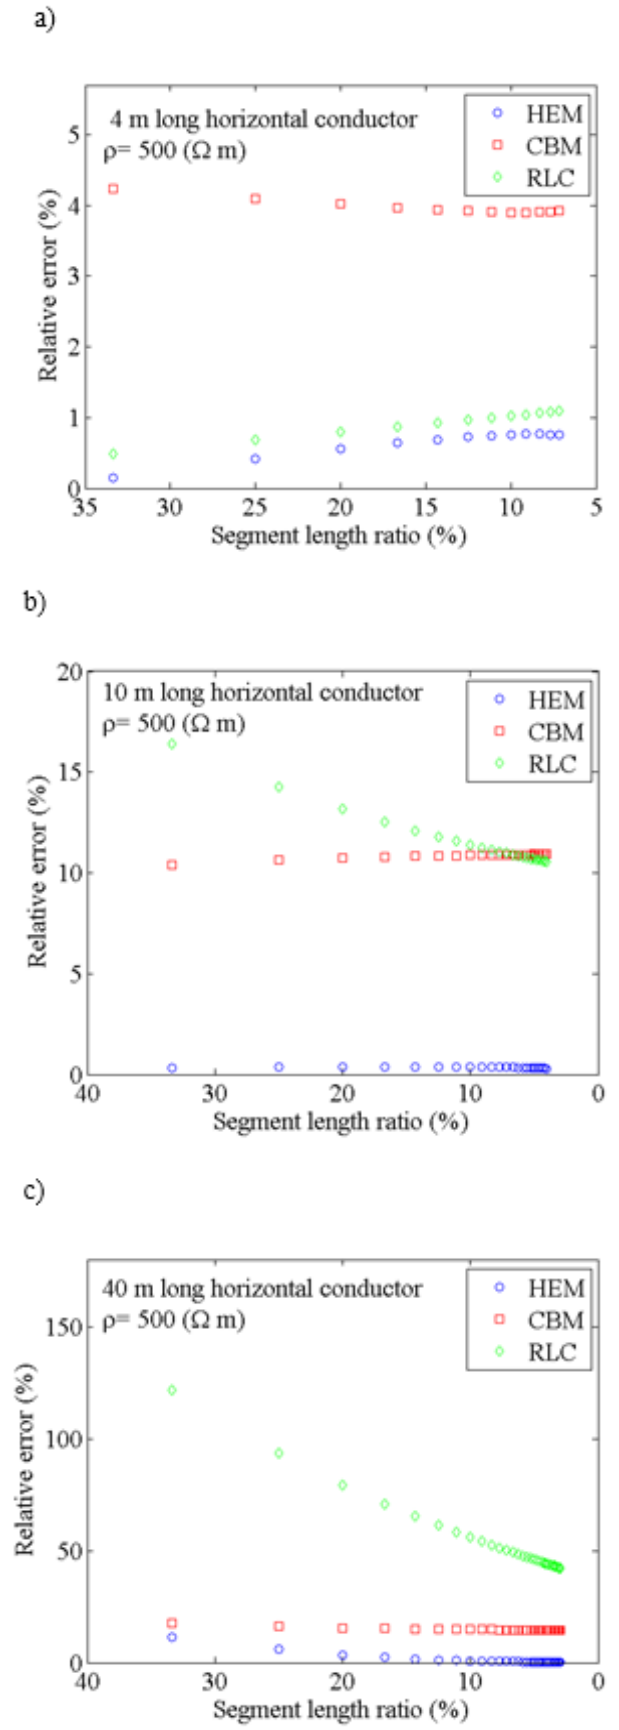 a)
4 m long horizontal conductor
ρ= 500 (Ω m)
HEM
CBM
RLC
Relative error (%)
5
4
3
2
1
0
35 30 25 20 15 10 5
Segment length ratio (%)
b)
10 m long horizontal conductor
ρ= 500 (Ω m)
HEM
CBM
RLC
Relative error (%)
20
15
10
5
0
40 30 20 10 0
Segment length ratio (%)
c)
40 m long horizontal conductor
ρ= 500 (Ω m)
HEM
CBM
RLC
Relative error (%)
150
100
50
0
40 30 20 10 0
Segment length ratio (%)